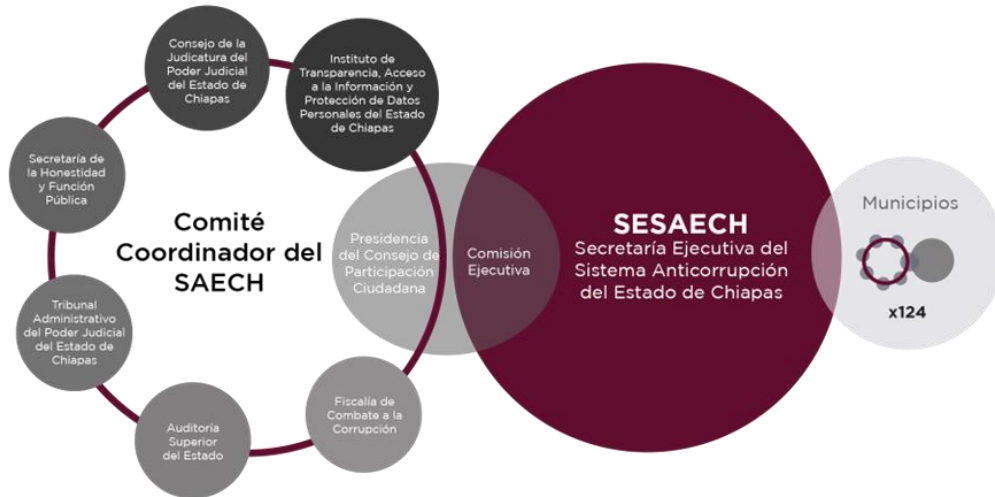 Consejo de la
Judicatura del
Poder Judicial
del Estado de
Chiapas
Instituto de
Transparencia, Acceso
a la Información y
Protección de Datos
Personales del Estado
de Chiapas
Secretaría de
la Honestidad
y Función
Pública
Comité
Coordinador del
SAECH
Presidencia
del Consejo de
Participación
Ciudadana
Comisión
Ejecutiva
SESAECH
Secretaría Ejecutiva del
Sistema Anticorrupción
del Estado de Chiapas
Municipios
x124
Tribunal
Administrativo
del Poder Judicial
del Estado de
Chiapas
Auditoría
Superior
del Estado
Fiscalía de
Combate a la
Corrupción